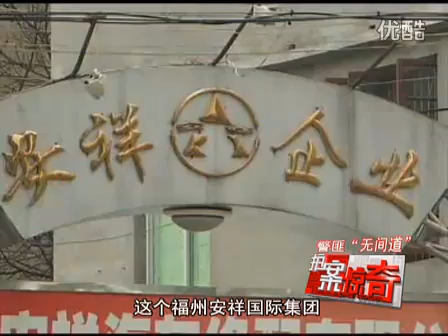 优酷
安祥企业
警匪“无间道”
拍案惊奇
这个福州安祥国际集团